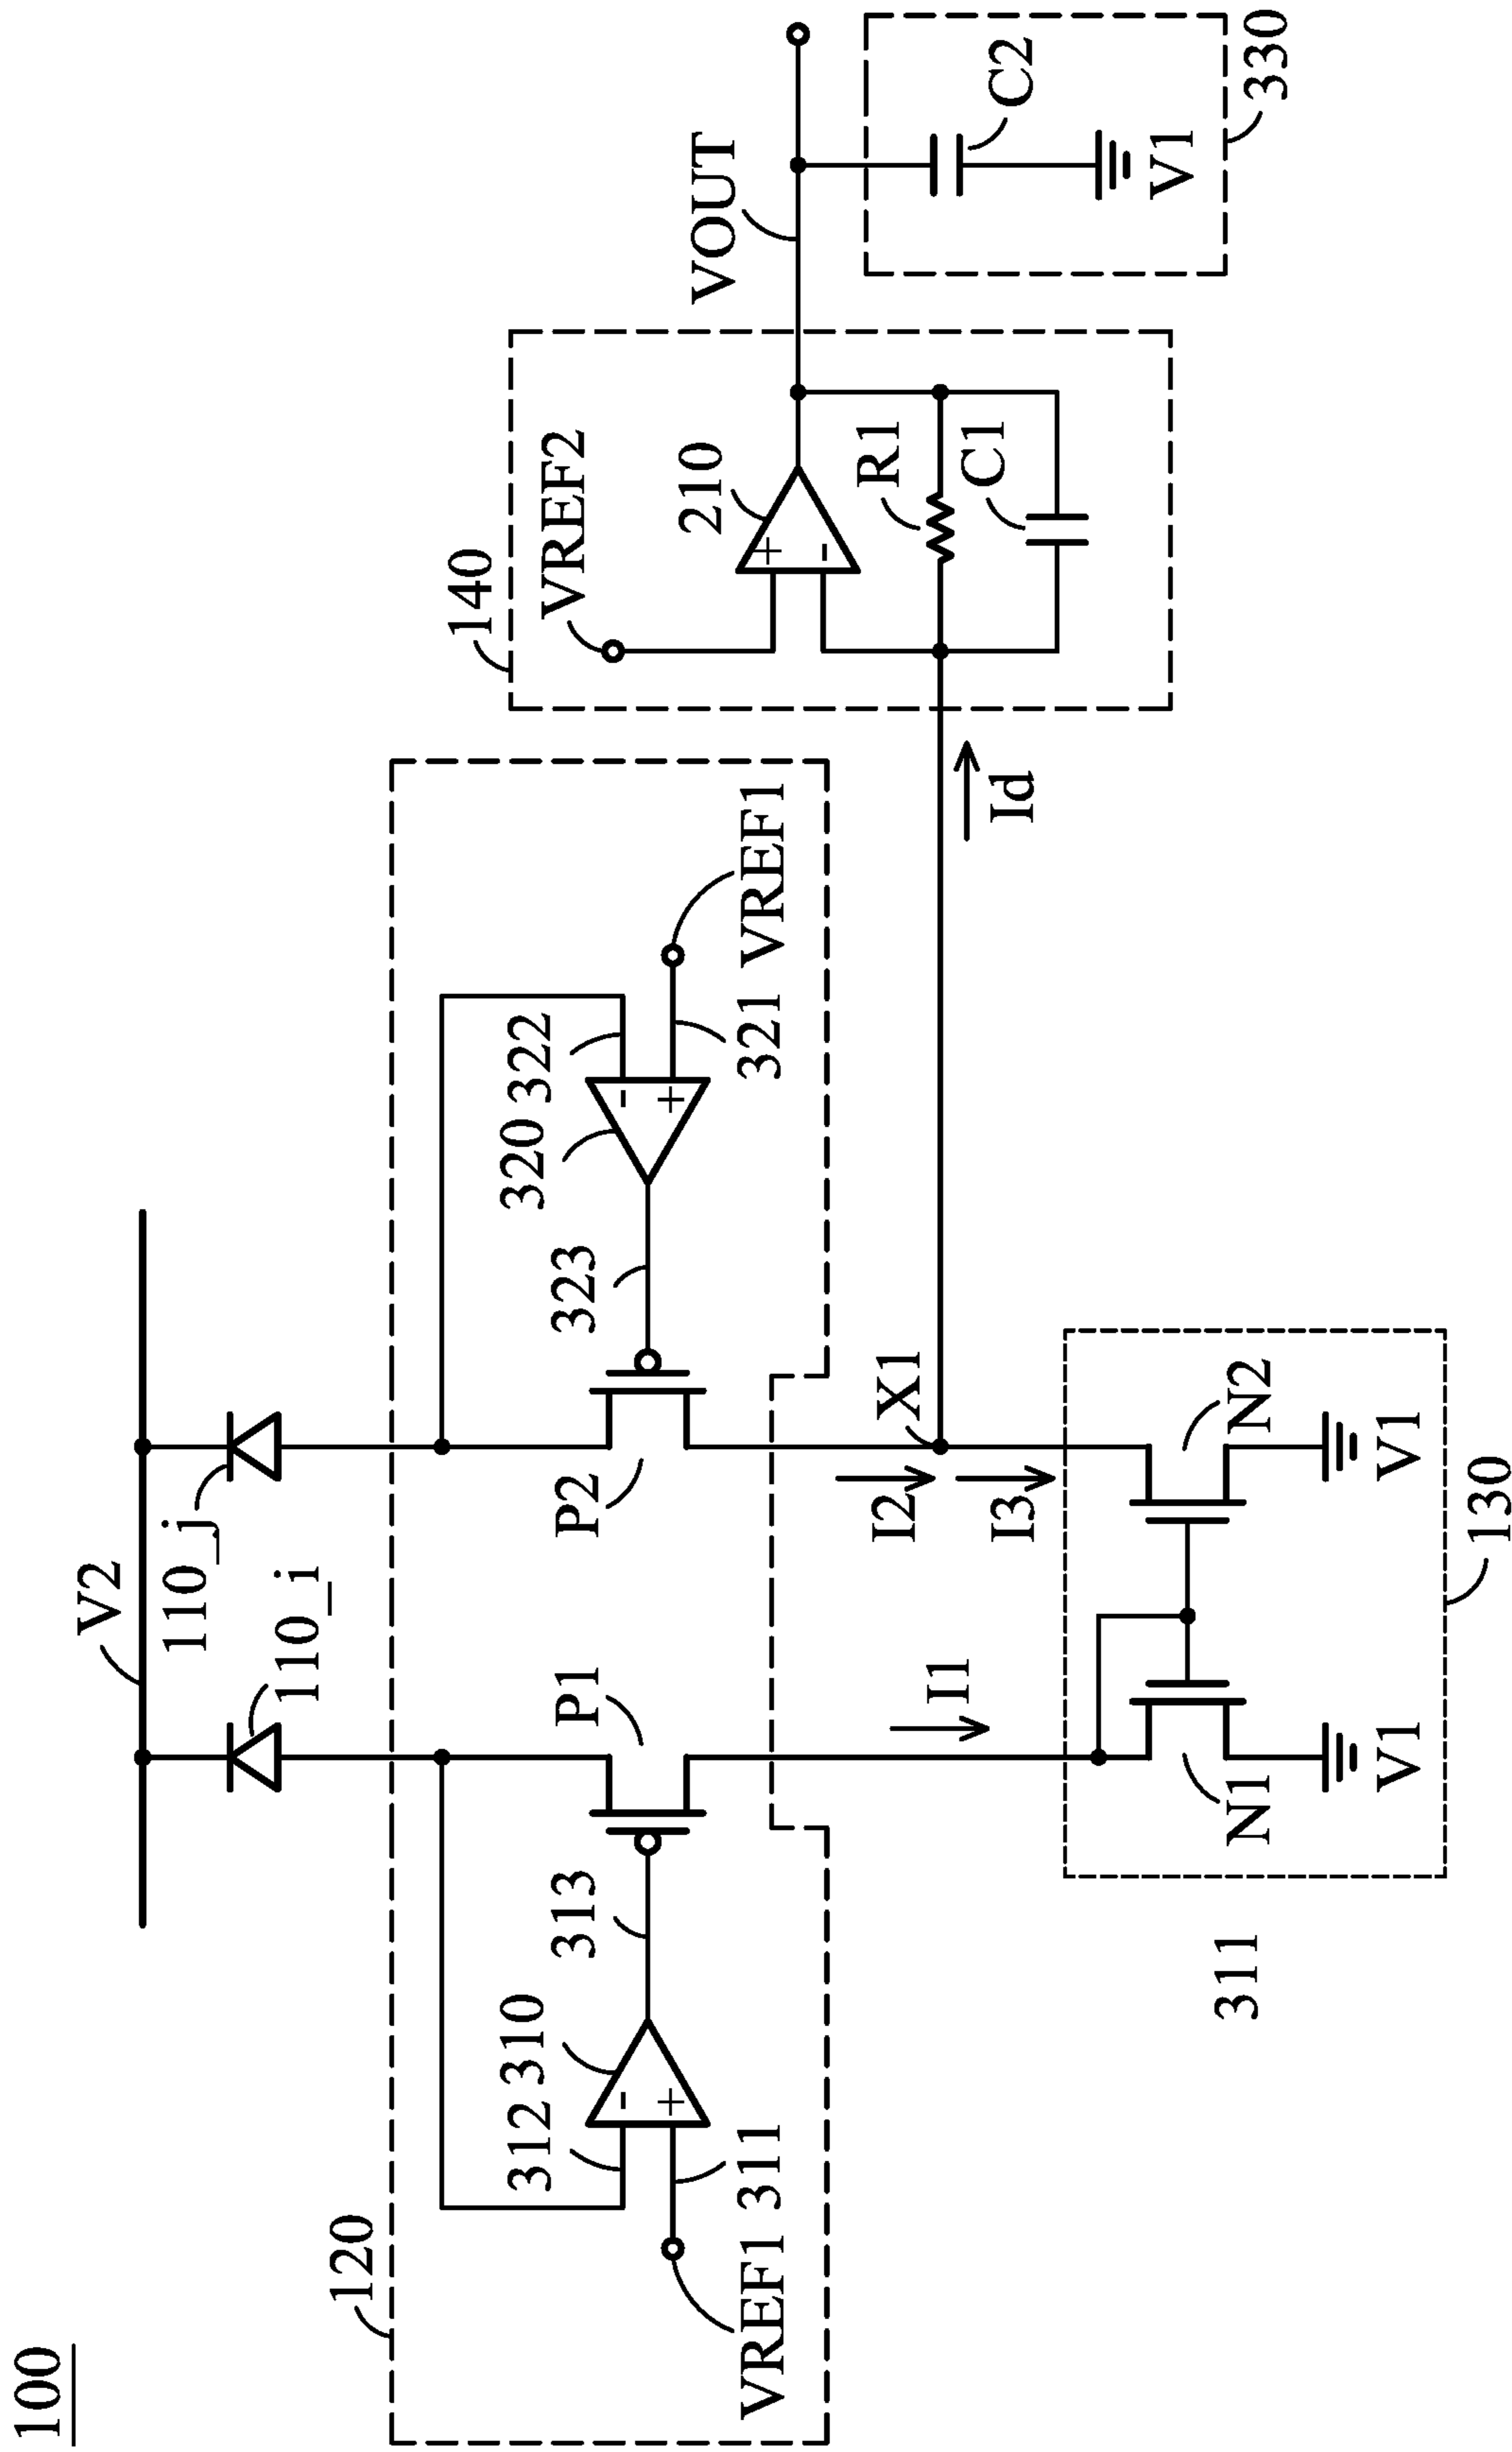 100
V2
110_i
110_j
120
140
VREF2
VOUT
312
310
313
P1
P2
323
320
322
210
R1
C1
C2
V1
330
+
-
-
+
-
+
+
-
VREF1
311
321
VREF1
I1
I2
X1
I3
Id
N1
N2
V1
V1
130
311